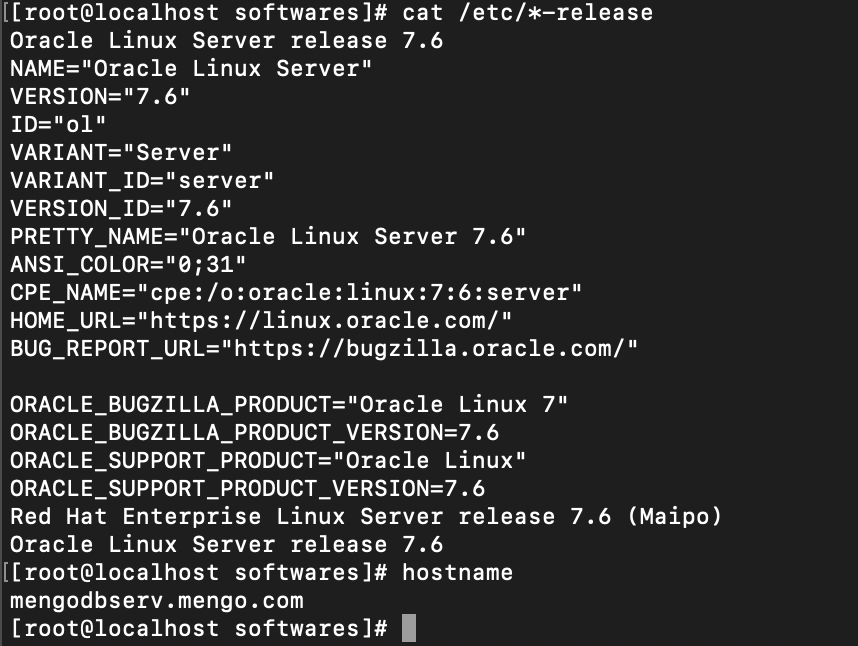 [[root@localhost softwares]# cat /etc/*-release
Oracle Linux Server release 7.6
NAME="Oracle Linux Server"
VERSION="7.6"
ID="ol"
VARIANT="Server"
VARIANT_ID="server"
VERSION_ID="7.6"
PRETTY_NAME="Oracle Linux Server 7.6"
ANSI_COLOR="0;31"
CPE_NAME="cpe:/o:oracle:linux:7:6:server"
HOME_URL="https://linux.oracle.com/"
BUG_REPORT_URL="https://bugzilla.oracle.com/"

ORACLE_BUGZILLA_PRODUCT="Oracle Linux 7"
ORACLE_BUGZILLA_PRODUCT_VERSION=7.6
ORACLE_SUPPORT_PRODUCT="Oracle Linux"
ORACLE_SUPPORT_PRODUCT_VERSION=7.6
Red Hat Enterprise Linux Server release 7.6 (Maipo)
Oracle Linux Server release 7.6
[[root@localhost softwares]# hostname
mengodbserv.mengo.com
[root@localhost softwares]#